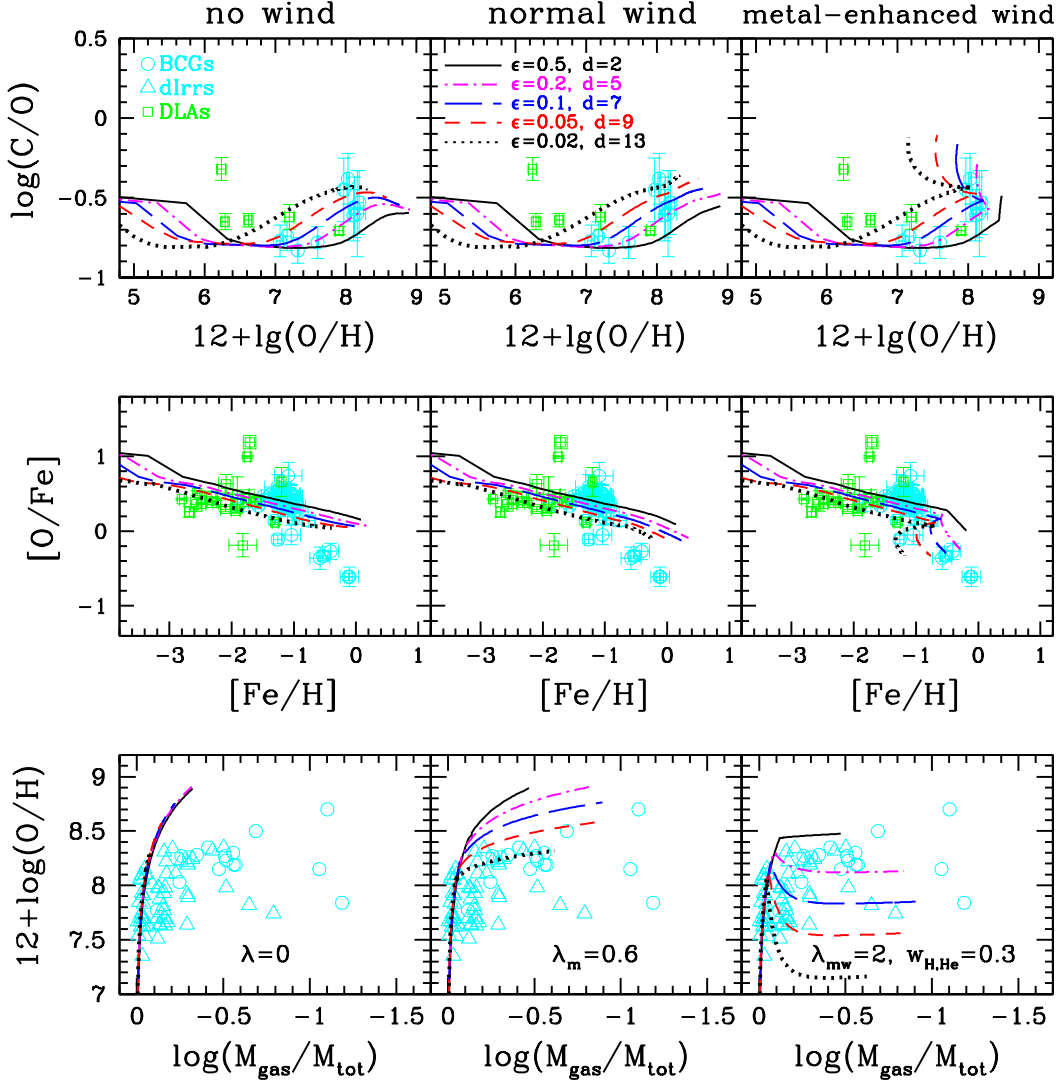 no wind normal wind metal-enhanced wind
0.5
0
−0.5
−1
log(C/O)
BCGs
dIrrs
DLAs
ϵ=0.5, d=2
ϵ=0.2, d=5
ϵ=0.1, d=7
ϵ=0.05, d=9
ϵ=0.02, d=13
5 6 7 8 9 5 6 7 8 9 5 6 7 8 9
12+lg(O/H) 12+lg(O/H) 12+lg(O/H)
1
0
−1
[O/Fe]
−3 −2 −1 0 1 −3 −2 −1 0 1 −3 −2 −1 0 1
[Fe/H] [Fe/H] [Fe/H]
9
8.5
8
7.5
7
12+log(O/H)
λ=0 λm=0.6 λmw=2, wH,He=0.3
0 −0.5 −1 −1.5 0 −0.5 −1 −1.5 0 −0.5 −1 −1.5
log(Mgas/Mtot) log(Mgas/Mtot) log(Mgas/Mtot)